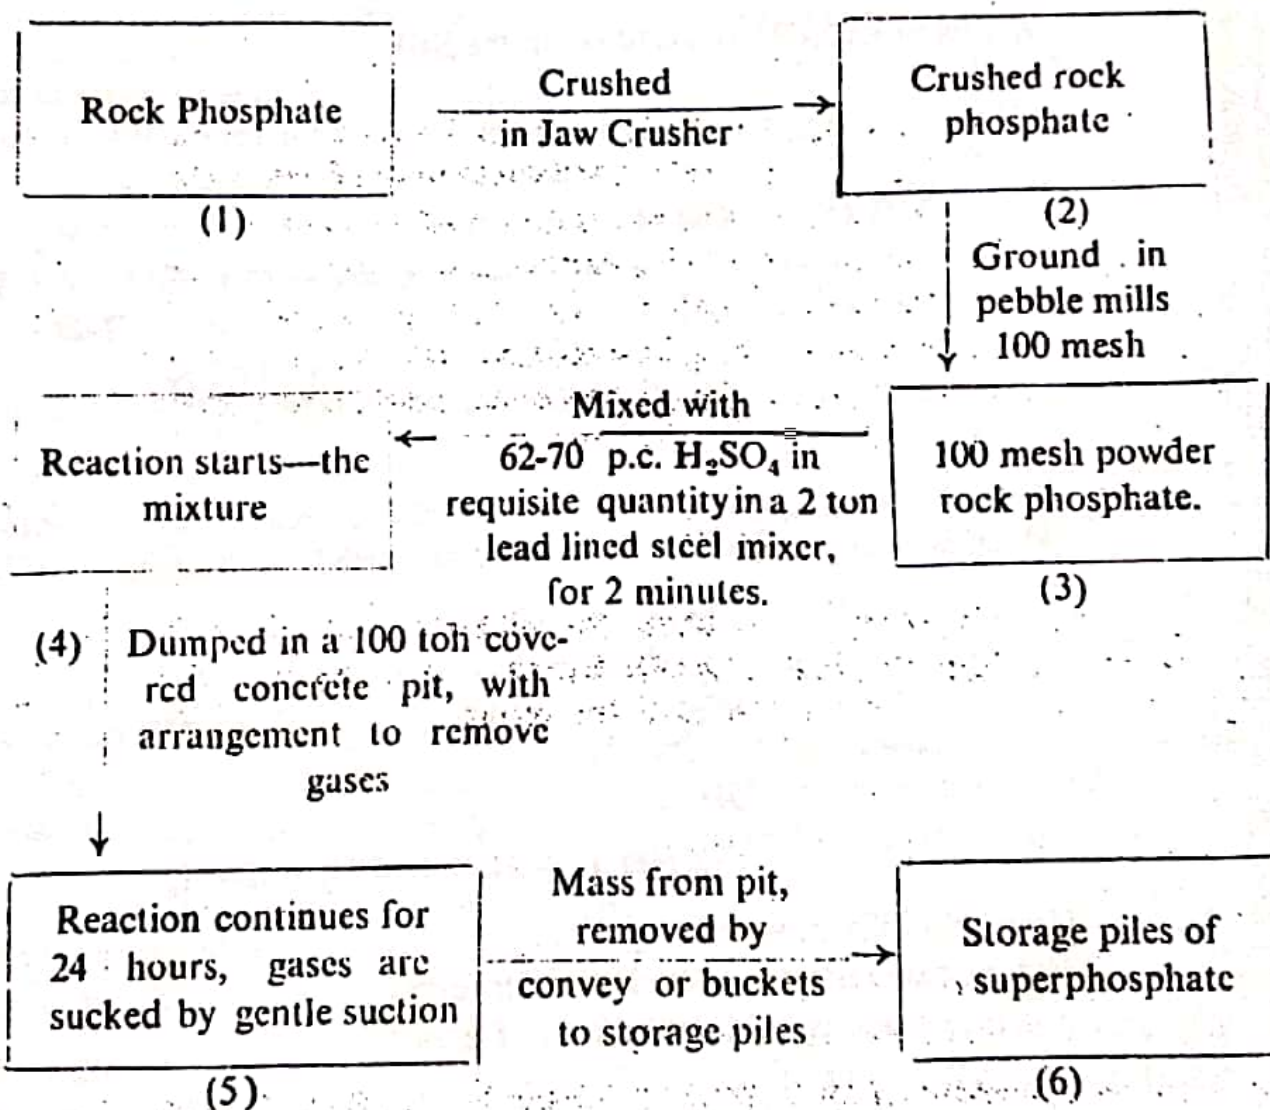 Rock Phosphate
(1)
Crushed
in Jaw Crusher
Crushed rock
phosphate
(2)
Ground in
pebble mills
100 mesh
100 mesh powder
rock phosphate.
(3)
Mixed with
62-70 p.c. H₂SO₄ in
requisite quantity in a 2 ton
lead lined steel mixer,
for 2 minutes.
Reaction starts—the
mixture
(4)
Dumped in a 100 ton cove-
red concrete pit, with
arrangement to remove
gases
Reaction continues for
24 hours, gases are
sucked by gentle suction
(5)
Mass from pit,
removed by
convey or buckets
to storage piles
Storage piles of
superphosphate
(6)